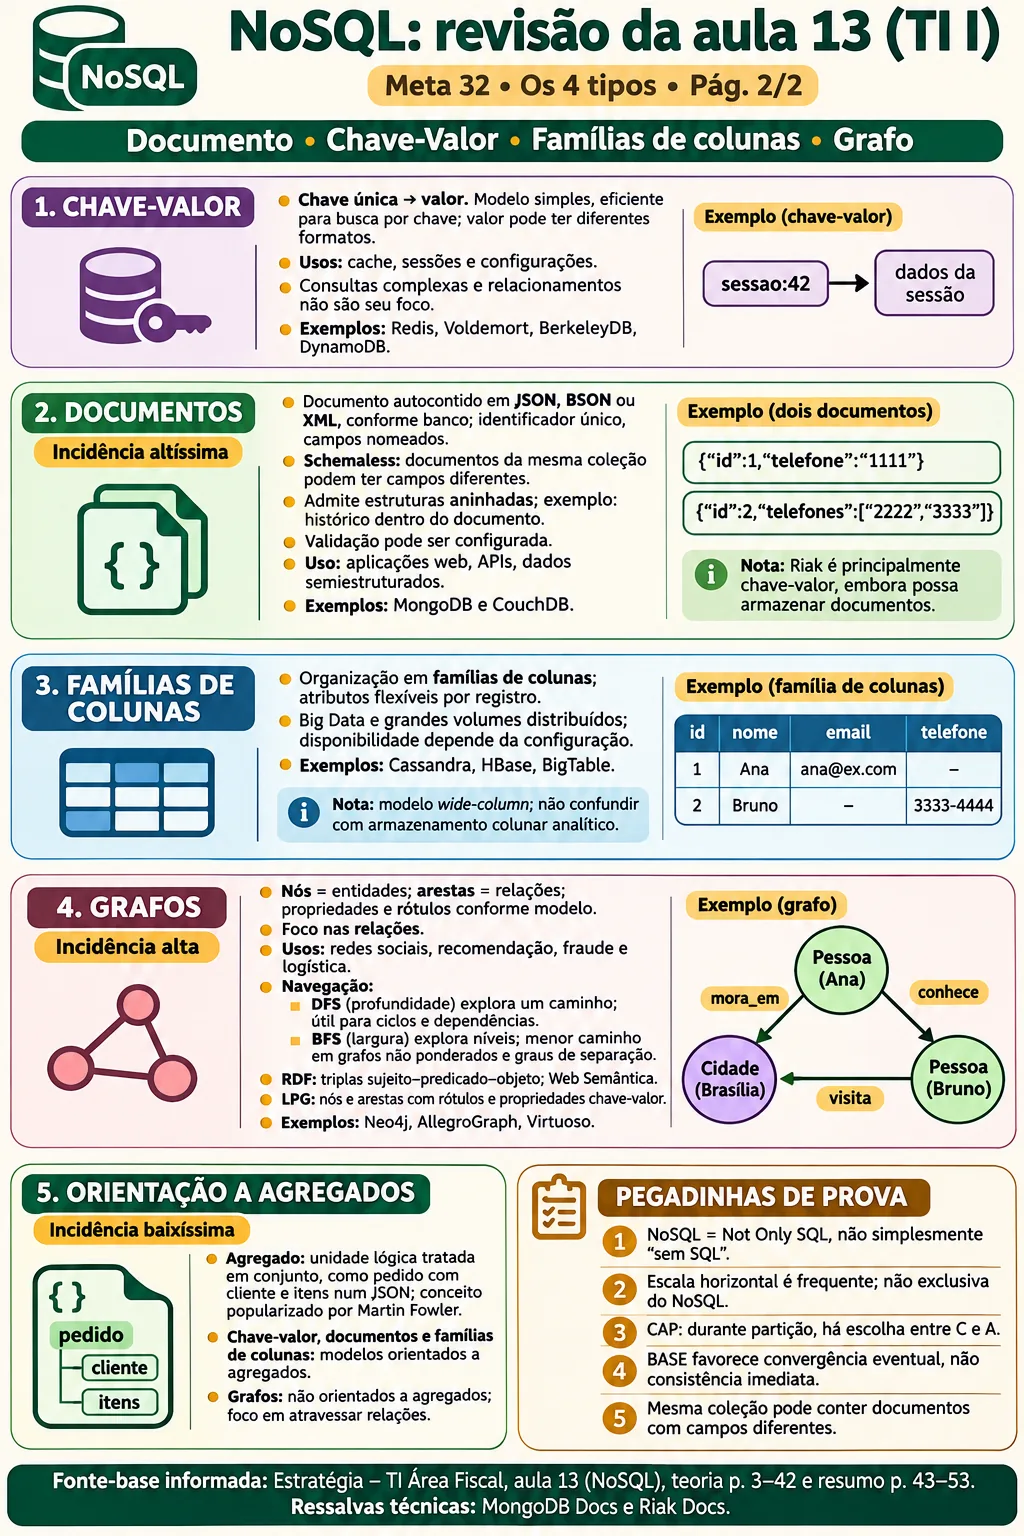 NoSQL
NoSQL: revisão da aula 13 (TI I)
Meta 32 • Os 4 tipos • Pág. 2/2
Documento • Chave-Valor • Famílias de colunas • Grafo
1. CHAVE-VALOR
Chave única → valor. Modelo simples, eficiente
para busca por chave; valor pode ter diferentes
formatos.
Usos: cache, sessões e configurações.
Consultas complexas e relacionamentos
não são seu foco.
Exemplos: Redis, Voldemort, BerkeleyDB,
DynamoDB.
Exemplo (chave-valor)
sessao:42
dados da
sessão
2. DOCUMENTOS
Incidência altíssima
{ }
Documento autocontido em JSON, BSON ou
XML, conforme banco; identificador único,
campos nomeados.
Schemaless: documentos da mesma coleção
podem ter campos diferentes.
Admite estruturas aninhadas; exemplo:
histórico dentro do documento.
Validação pode ser configurada.
Uso: aplicações web, APIs, dados
semiestruturados.
Exemplos: MongoDB e CouchDB.
Exemplo (dois documentos)
{“id”:1,“telefone”:“1111”}
{“id”:2,“telefones”:[“2222”,“3333”]}
i
Nota: Riak é principalmente
chave-valor, embora possa
armazenar documentos.
3. FAMÍLIAS DE
COLUNAS
Organização em famílias de colunas;
atributos flexíveis por registro.
Big Data e grandes volumes distribuídos;
disponibilidade depende da configuração.
Exemplos: Cassandra, HBase, BigTable.
i
Nota: modelo wide-column; não confundir
com armazenamento colunar analítico.
Exemplo (família de colunas)
id nome email telefone
1 Ana ana@ex.com –
2 Bruno – 3333-4444
4. GRAFOS
Incidência alta
Nós = entidades; arestas = relações;
propriedades e rótulos conforme modelo.
Foco nas relações.
Usos: redes sociais, recomendação, fraude e
logística.
Navegação:
DFS (profundidade) explora um caminho;
útil para ciclos e dependências.
BFS (largura) explora níveis; menor caminho
em grafos não ponderados e graus de separação.
RDF: triplas sujeito–predicado–objeto; Web Semântica.
LPG: nós e arestas com rótulos e propriedades chave-valor.
Exemplos: Neo4j, AllegroGraph, Virtuoso.
Exemplo (grafo)
Pessoa
(Ana)
mora_em
conhece
Cidade
(Brasília)
Pessoa
(Bruno)
visita
5. ORIENTAÇÃO A AGREGADOS
Incidência baixíssima
{ }
pedido
cliente
itens
Agregado: unidade lógica tratada
em conjunto, como pedido com
cliente e itens num JSON; conceito
popularizado por Martin Fowler.
Chave-valor, documentos e famílias
de colunas: modelos orientados a
agregados.
Grafos: não orientados a agregados;
foco em atravessar relações.
PEGADINHAS DE PROVA
1 NoSQL = Not Only SQL, não simplesmente
“sem SQL”.
2 Escala horizontal é frequente; não exclusiva
do NoSQL.
3 CAP: durante partição, há escolha entre C e A.
4 BASE favorece convergência eventual, não
consistência imediata.
5 Mesma coleção pode conter documentos
com campos diferentes.
Fonte-base informada: Estratégia – TI Área Fiscal, aula 13 (NoSQL), teoria p. 3–42 e resumo p. 43–53.
Ressalvas técnicas: MongoDB Docs e Riak Docs.